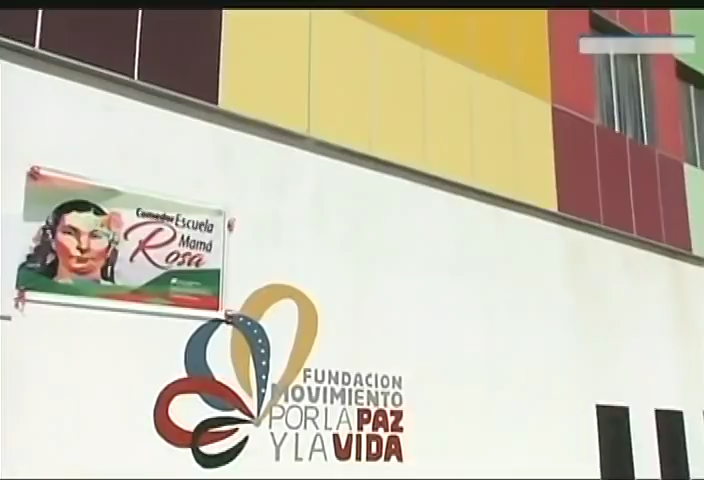 Comedor Escuela
Mamá
Rosa
FUNDACION
MOVIMIENTO
POR LA PAZ
Y LA VIDA